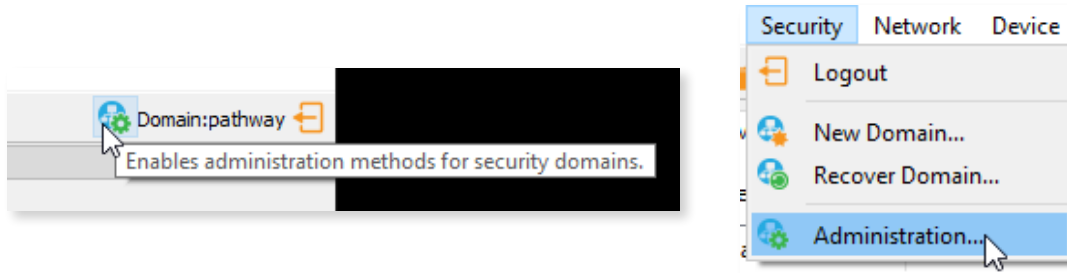 Domain:pathway
Enables administration methods for security domains.
Security Network Device
Logout
New Domain...
Recover Domain...
Administration...